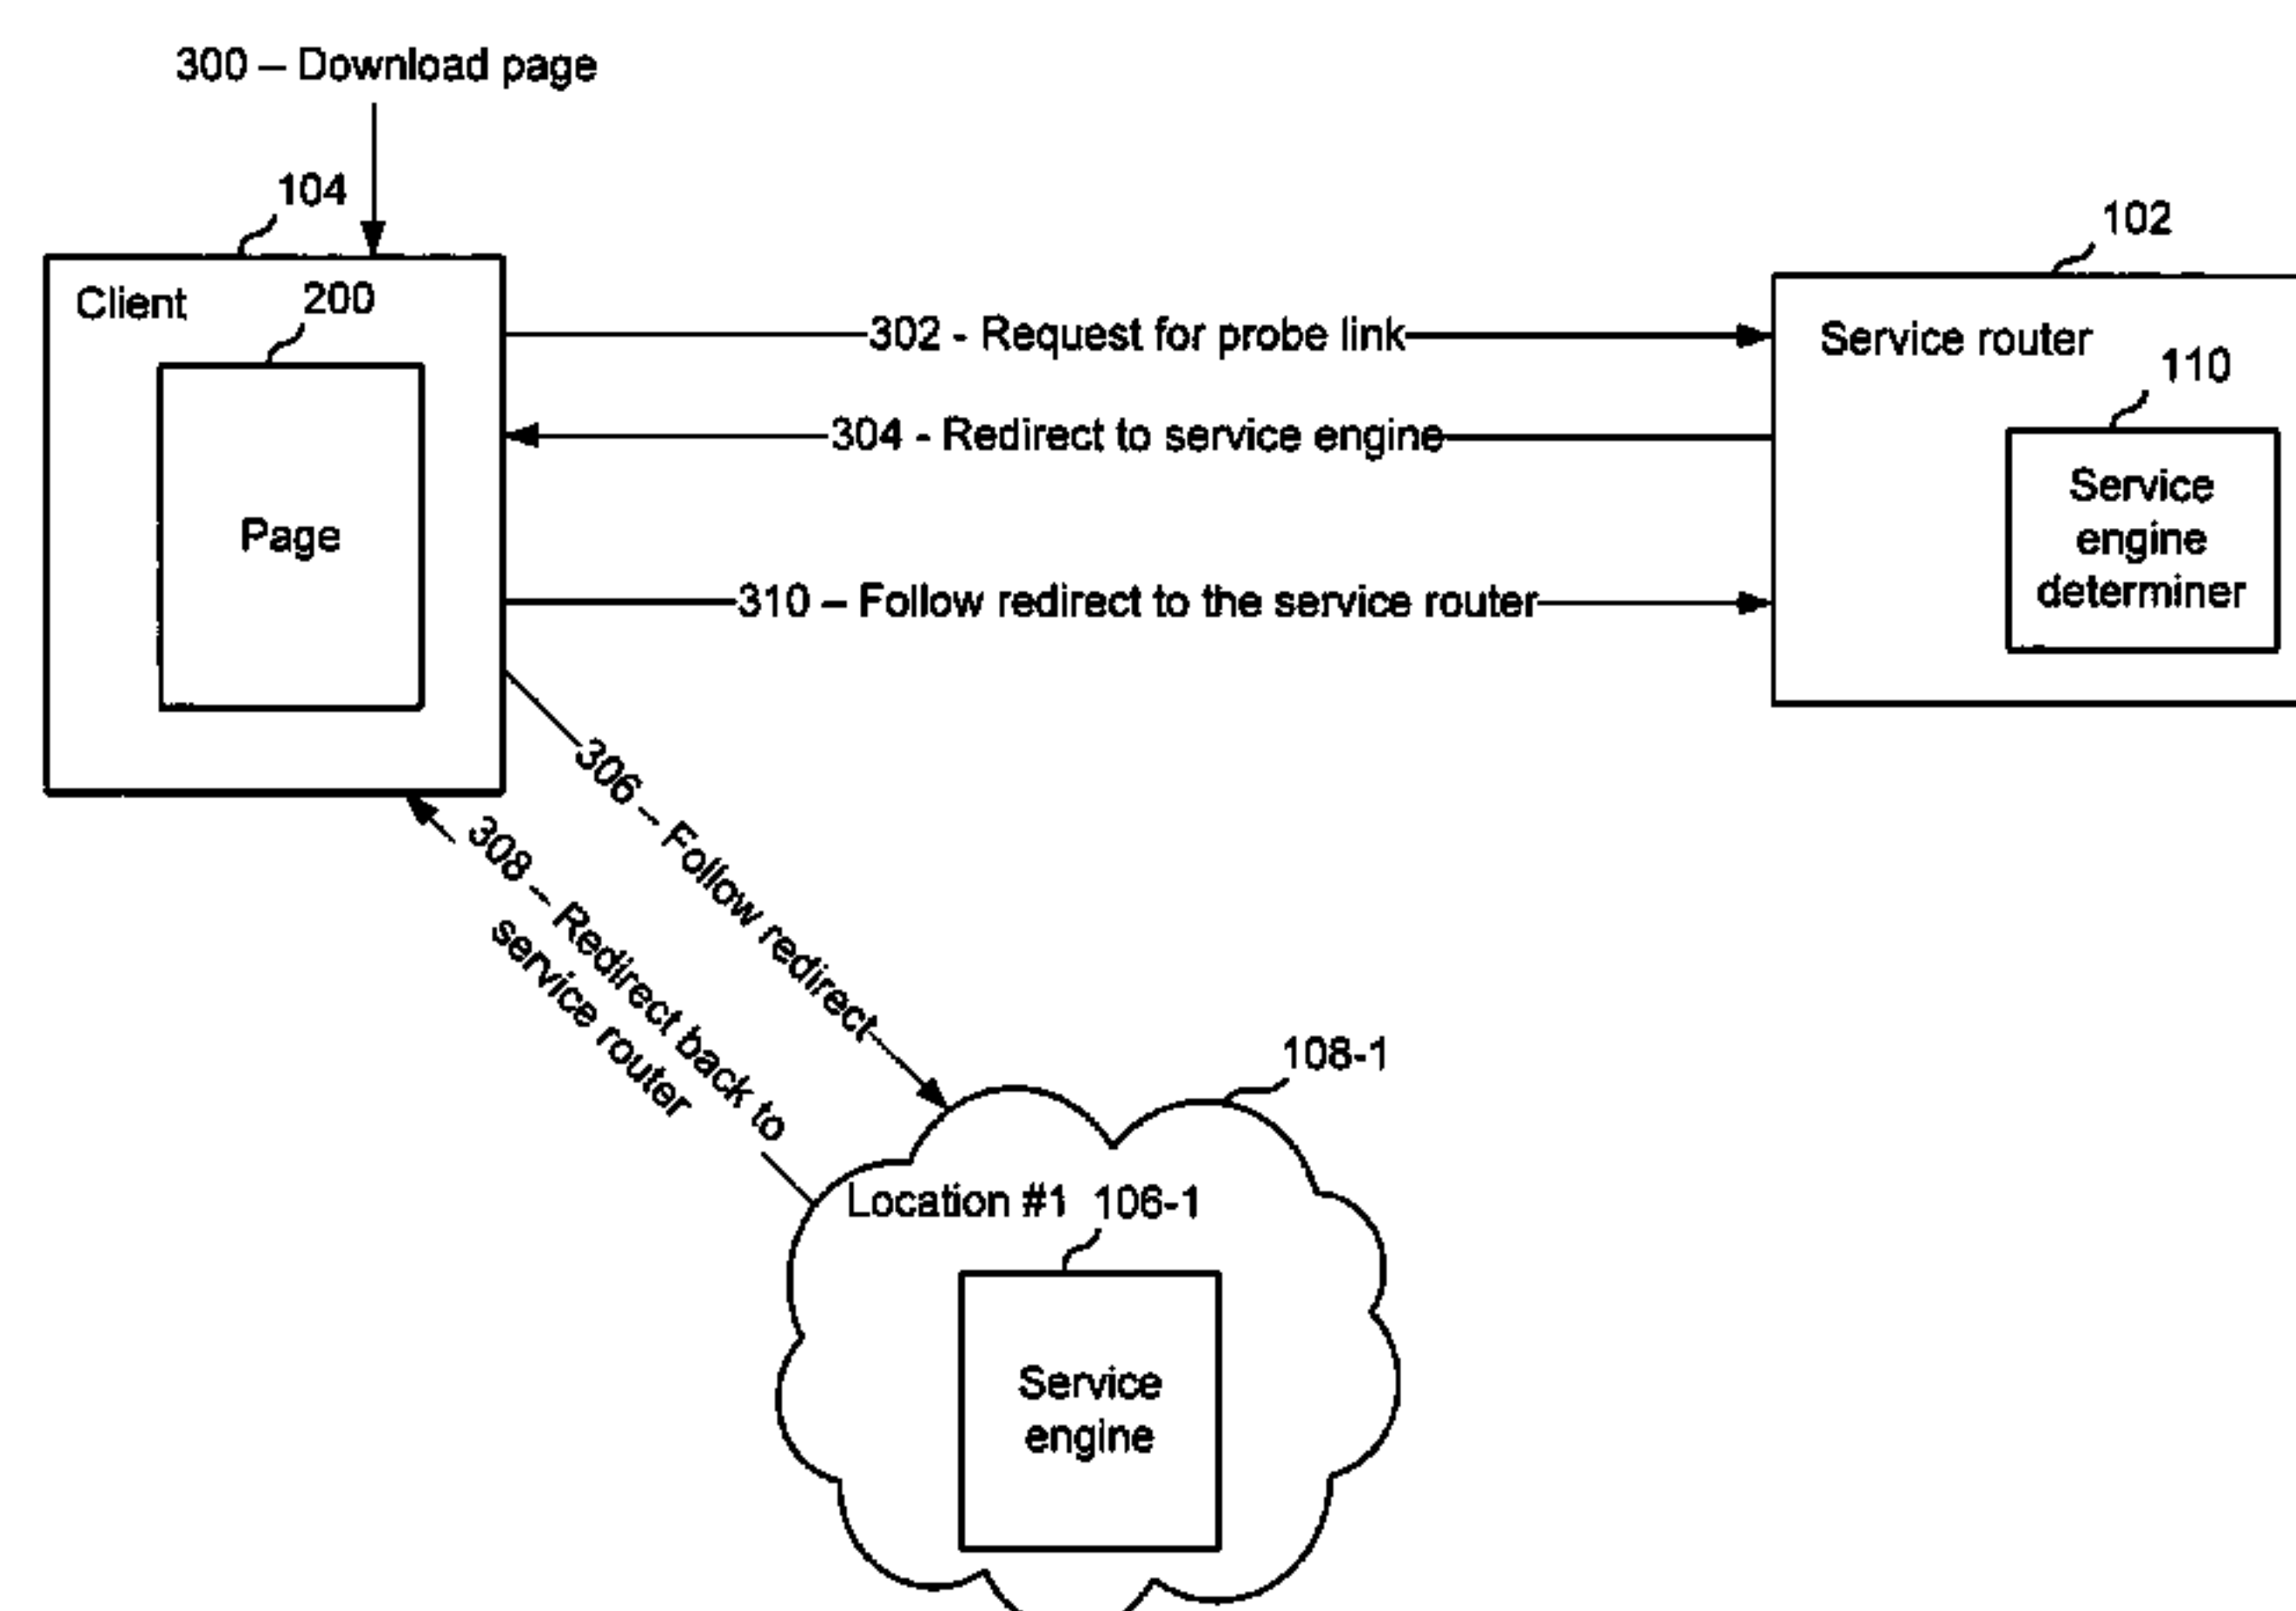 300 – Download page
104
102
Client
200
302 - Request for probe link
Service router
110
304 - Redirect to service engine
Service
engine
determiner
Page
310 – Follow redirect to the service router
306 – Follow redirect
308 – Redirect back to
service router
108-1
Location #1
106-1
Service
engine